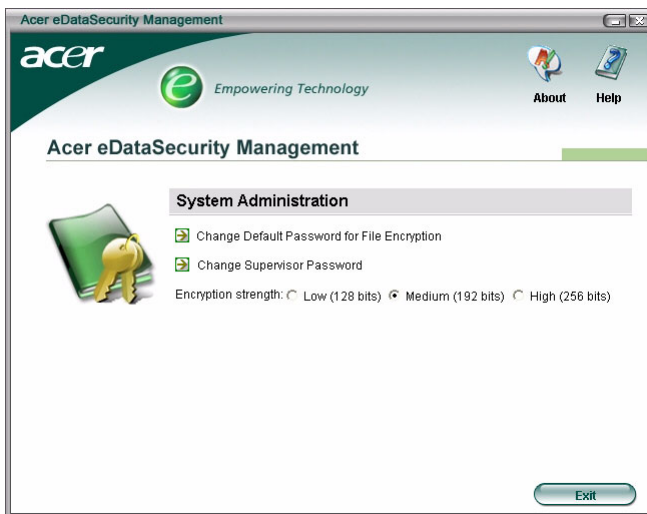 Acer eDataSecurity Management
acer
e Empowering Technology
About Help
Acer eDataSecurity Management
System Administration
Change Default Password for File Encryption
Change Supervisor Password
Encryption strength: Low (128 bits) Medium (192 bits) High (256 bits)
Exit